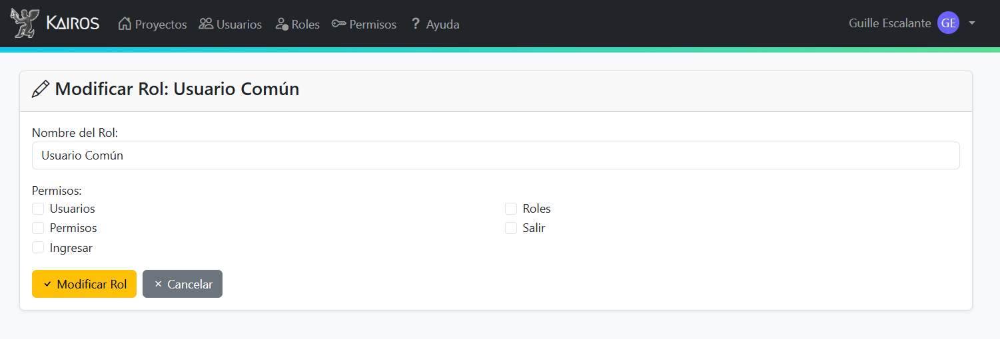 KAIROS Proyectos Usuarios Roles Permisos ? Ayuda Guille Escalante GE
Modificar Rol: Usuario Común
Nombre del Rol:
Usuario Común
Permisos:
Usuarios Roles
Permisos Salir
Ingresar
Modificar Rol Cancelar